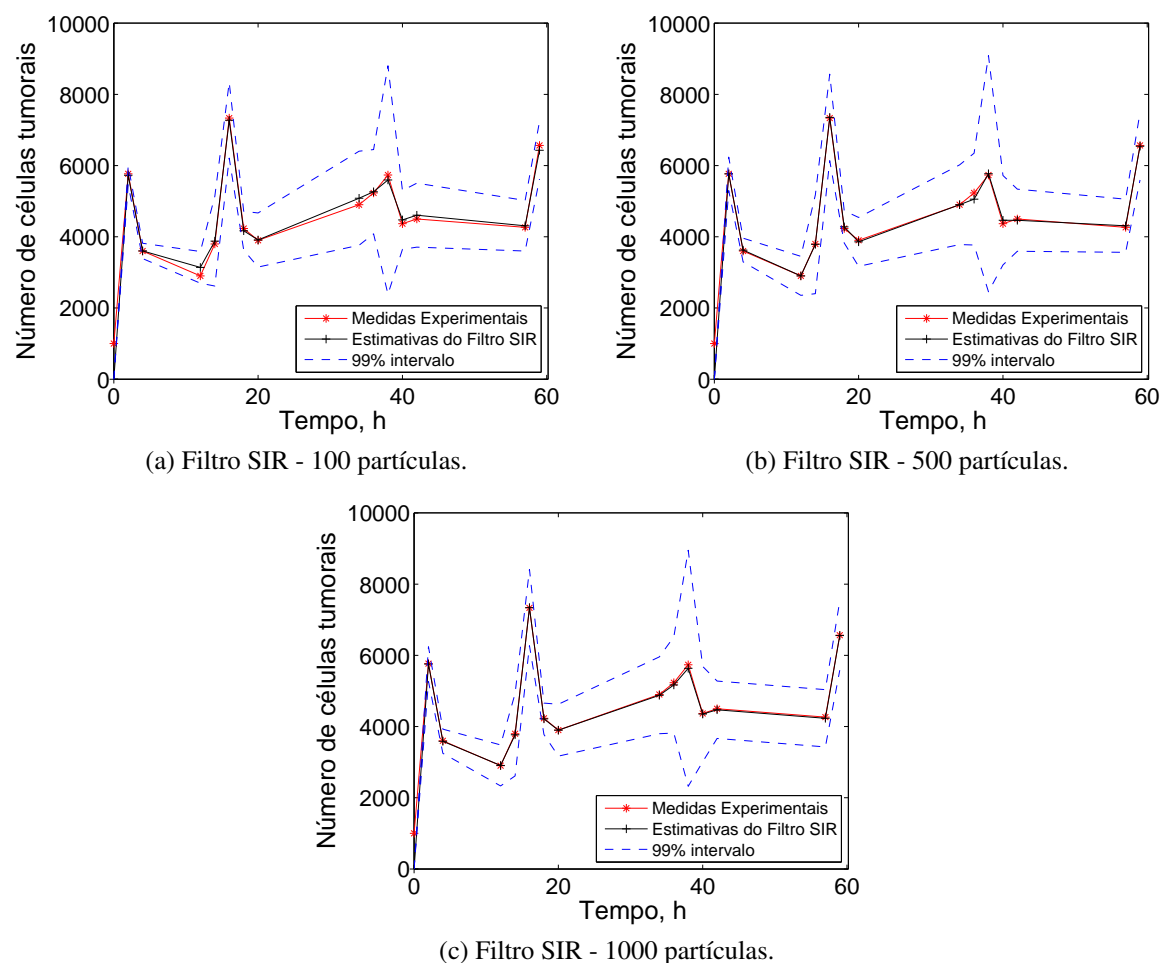 10000
8000
6000
4000
2000
0
0
20
40
60
Número de células tumorais
Tempo, h
Medidas Experimentais
Estimativas do Filtro SIR
99% intervalo
(a) Filtro SIR - 100 partículas.
10000
8000
6000
4000
2000
0
0
20
40
60
Número de células tumorais
Tempo, h
Medidas Experimentais
Estimativas do Filtro SIR
99% intervalo
(b) Filtro SIR - 500 partículas.
10000
8000
6000
4000
2000
0
0
20
40
60
Número de células tumorais
Tempo, h
Medidas Experimentais
Estimativas do Filtro SIR
99% intervalo
(c) Filtro SIR - 1000 partículas.